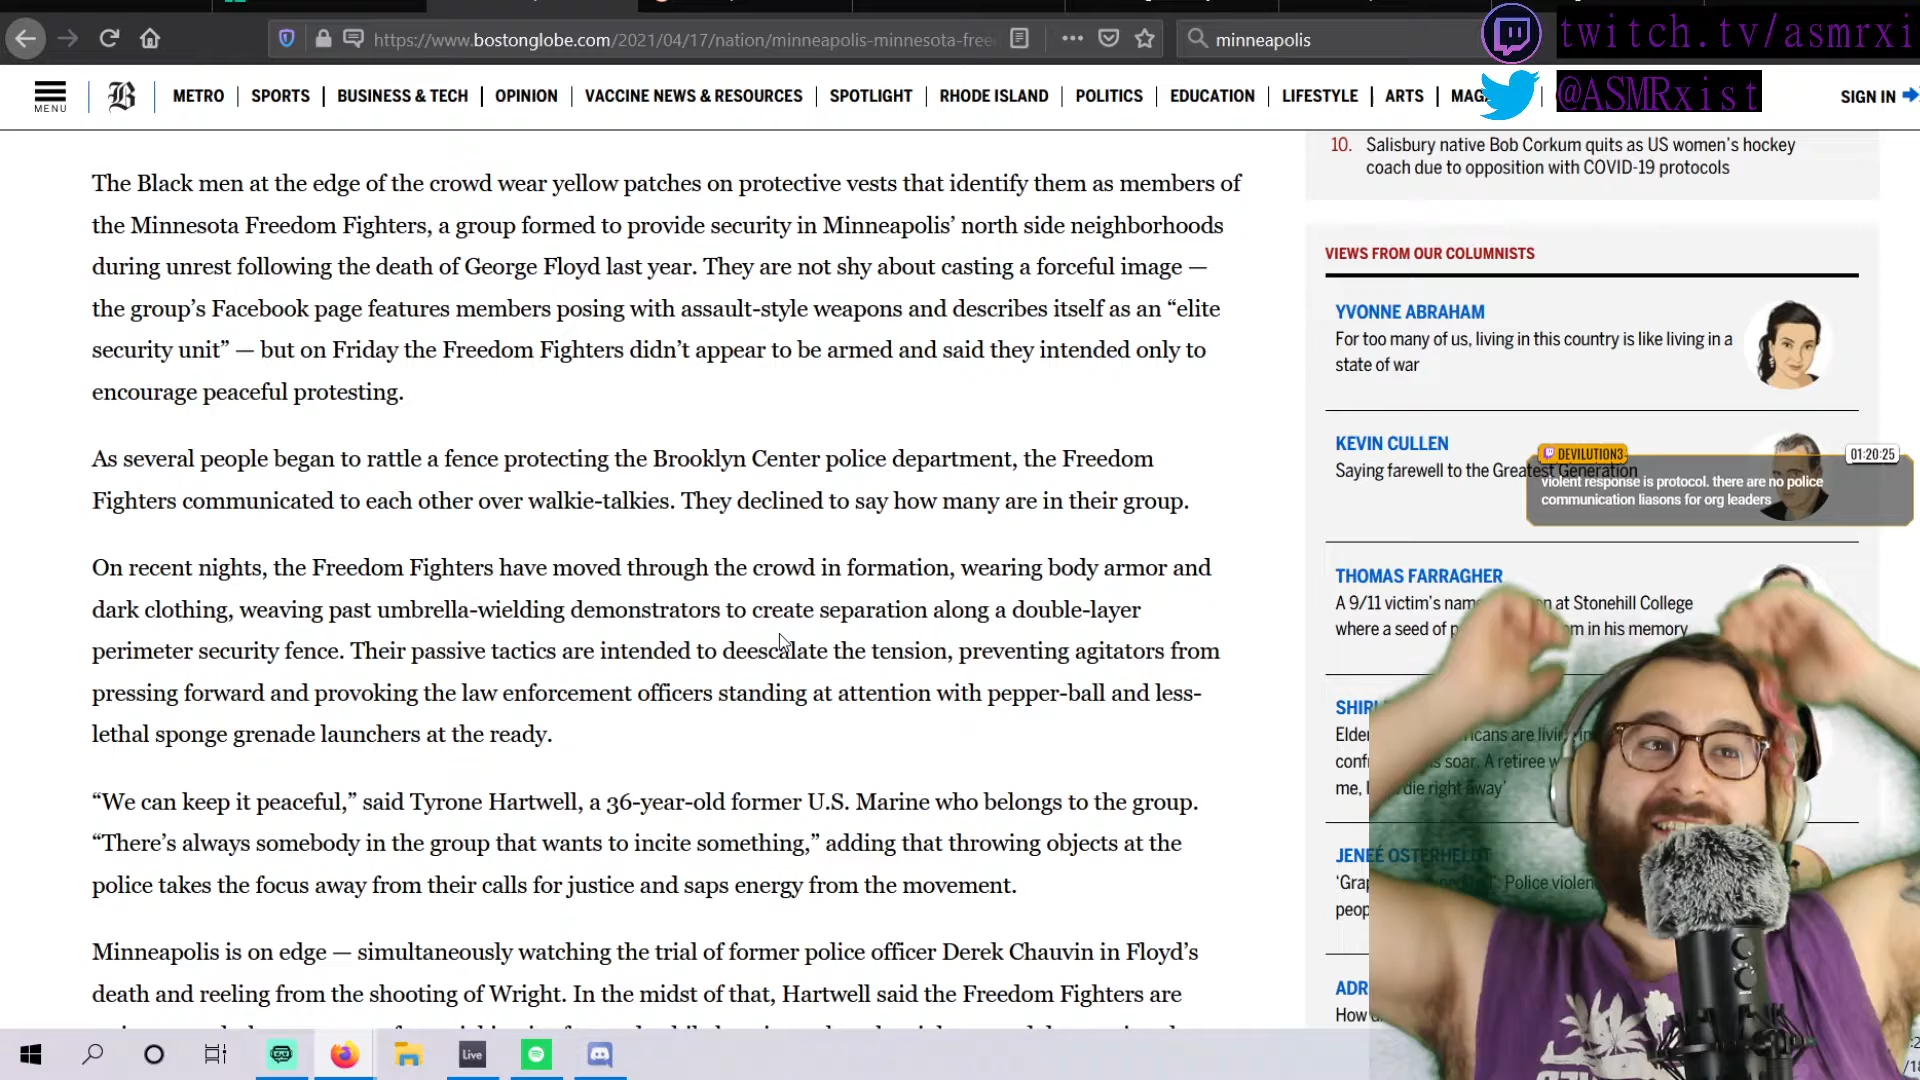 https://www.bostonglobe.com/2021/04/17/nation/minneapolis-minnesota-free
minneapolis
twitch.tv/asmrxi
@ASMRxist
MENU
METRO
SPORTS
BUSINESS & TECH
OPINION
VACCINE NEWS & RESOURCES
SPOTLIGHT
RHODE ISLAND
POLITICS
EDUCATION
LIFESTYLE
ARTS
SIGN IN
The Black men at the edge of the crowd wear yellow patches on protective vests that identify them as members of
the Minnesota Freedom Fighters, a group formed to provide security in Minneapolis’ north side neighborhoods
during unrest following the death of George Floyd last year. They are not shy about casting a forceful image —
the group’s Facebook page features members posing with assault-style weapons and describes itself as an “elite
security unit” — but on Friday the Freedom Fighters didn’t appear to be armed and said they intended only to
encourage peaceful protesting.
As several people began to rattle a fence protecting the Brooklyn Center police department, the Freedom
Fighters communicated to each other over walkie-talkies. They declined to say how many are in their group.
On recent nights, the Freedom Fighters have moved through the crowd in formation, wearing body armor and
dark clothing, weaving past umbrella-wielding demonstrators to create separation along a double-layer
perimeter security fence. Their passive tactics are intended to deescalate the tension, preventing agitators from
pressing forward and provoking the law enforcement officers standing at attention with pepper-ball and less-
lethal sponge grenade launchers at the ready.
“We can keep it peaceful,” said Tyrone Hartwell, a 36-year-old former U.S. Marine who belongs to the group.
“There’s always somebody in the group that wants to incite something,” adding that throwing objects at the
police takes the focus away from their calls for justice and saps energy from the movement.
Minneapolis is on edge — simultaneously watching the trial of former police officer Derek Chauvin in Floyd’s
death and reeling from the shooting of Wright. In the midst of that, Hartwell said the Freedom Fighters are
10. Salisbury native Bob Corkum quits as US women’s hockey
coach due to opposition with COVID-19 protocols
VIEWS FROM OUR COLUMNISTS
YVONNE ABRAHAM
For too many of us, living in this country is like living in a
state of war
KEVIN CULLEN
Saying farewell to the Greatest Generation
DEVILUTION3
01:20:25
violent response is protocol. there are no police
communication liasons for org leaders
THOMAS FARRAGHER
A 9/11 victim’s name at Stonehill College
where a seed of in his memory
soar. A retiree
me, die right away’
JENEÉ OSTERHELDT
Police
ADR
How
Live